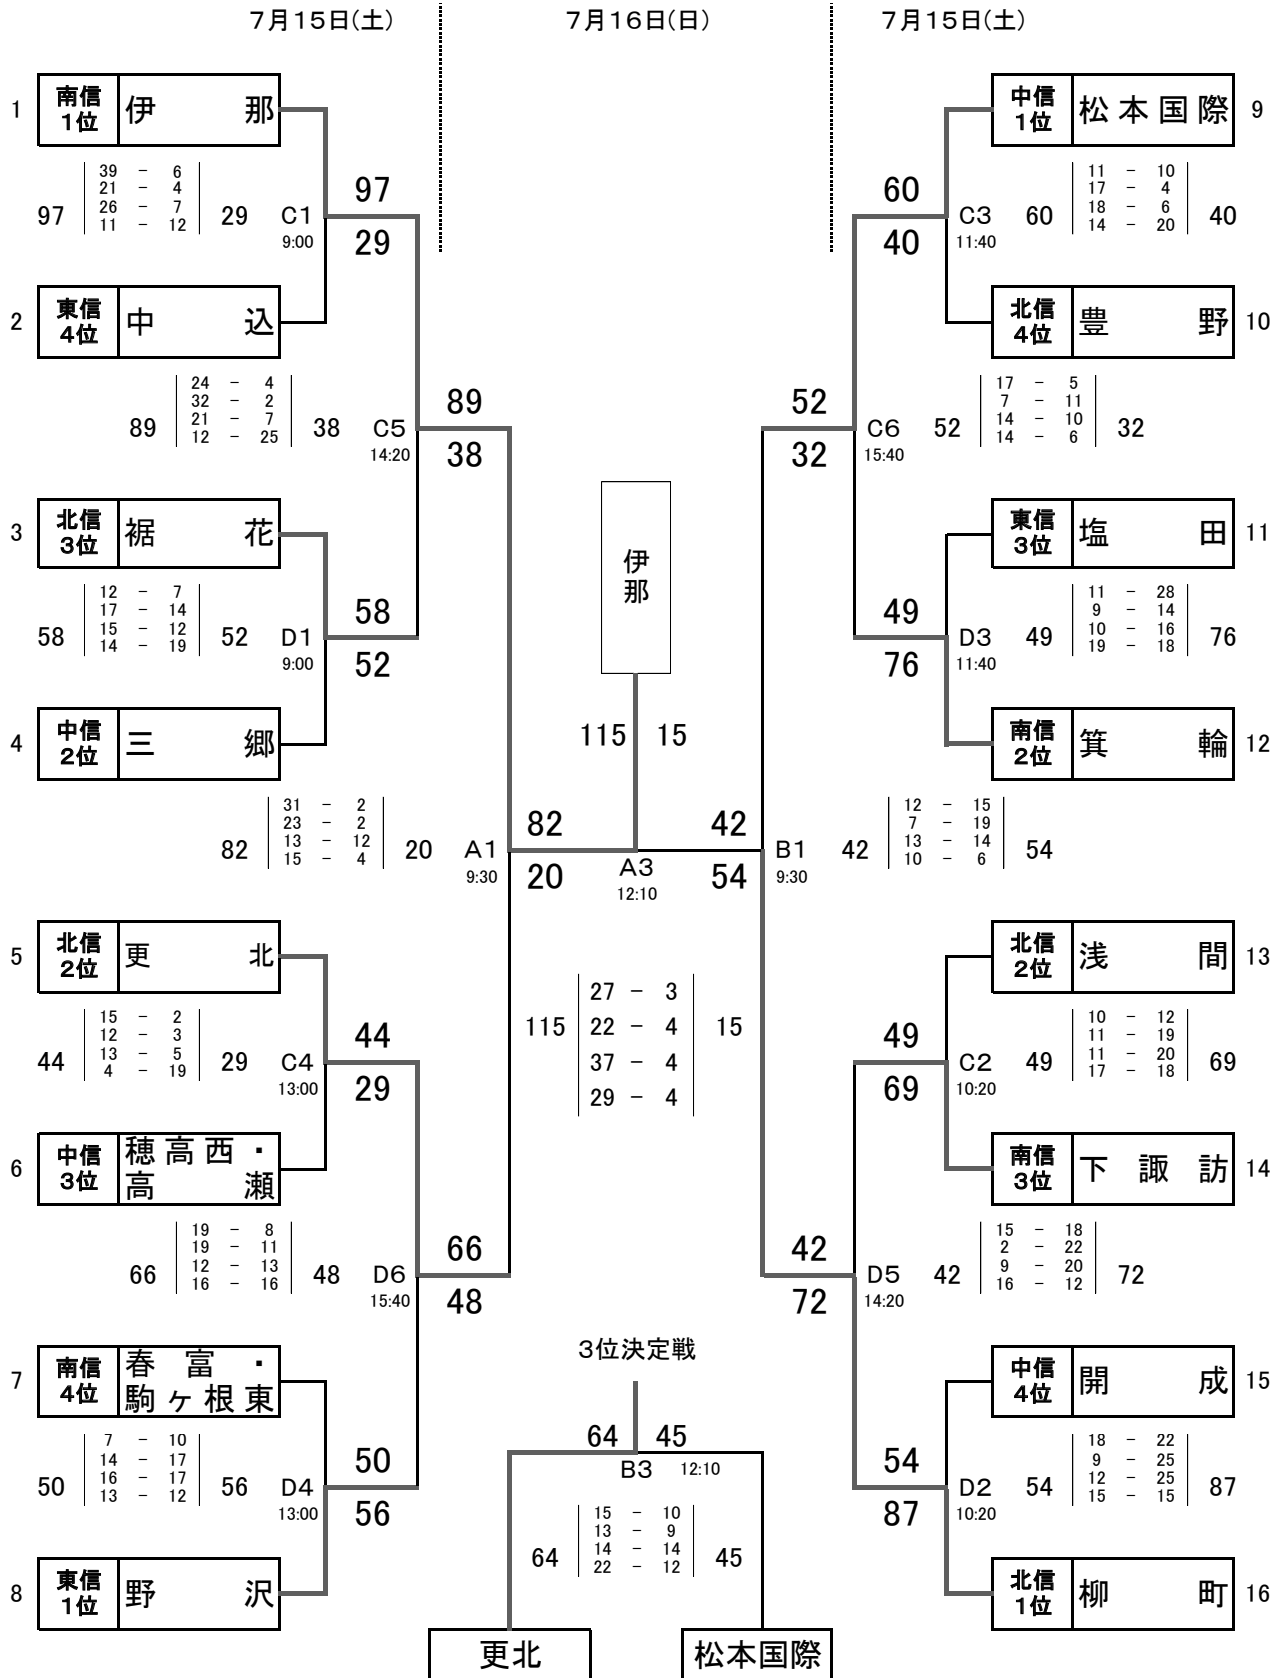 7月15日(土)
7月16日(日)
7月15日(土)
1
南信
1位
伊那
39 － 6
21 － 4
26 － 7
11 － 12
97
29
C1
9:00
97
29
2
東信
4位
中込
24 － 4
32 － 2
21 － 7
12 － 25
89
38
C5
14:20
89
38
3
北信
3位
裾花
12 － 7
17 － 14
15 － 12
14 － 19
58
52
D1
9:00
58
52
4
中信
2位
三郷
31 － 2
23 － 2
13 － 12
15 － 4
82
20
A1
9:30
82
20
5
北信
2位
更北
15 － 2
12 － 3
13 － 5
4 － 19
44
29
C4
13:00
44
29
6
中信
3位
穂高西・
高瀬
19 － 8
19 － 11
12 － 13
16 － 16
66
48
D6
15:40
66
48
7
南信
4位
春富・
駒ヶ根東
7 － 10
14 － 17
16 － 17
13 － 12
50
56
D4
13:00
50
56
8
東信
1位
野沢
伊那
115
15
A3
12:10
27 － 3
22 － 4
37 － 4
29 － 4
115
15
3位決定戦
64
45
B3
12:10
15 － 10
13 － 9
14 － 14
22 － 12
64
45
更北
松本国際
中信
1位
松本国際
9
60
40
C3
11:40
60
11 － 10
17 － 4
18 － 6
14 － 20
40
北信
4位
豊野
10
52
32
C6
15:40
52
17 － 5
7 － 11
14 － 10
14 － 6
32
東信
3位
塩田
11
49
76
D3
11:40
49
11 － 28
9 － 14
10 － 16
19 － 18
76
南信
2位
箕輪
12
42
54
B1
9:30
42
12 － 15
7 － 19
13 － 14
10 － 6
54
北信
2位
浅間
13
49
69
C2
10:20
49
10 － 12
11 － 19
11 － 20
17 － 18
69
南信
3位
下諏訪
14
42
72
D5
14:20
42
15 － 18
2 － 22
9 － 20
16 － 12
72
中信
4位
開成
15
54
87
D2
10:20
54
18 － 22
9 － 25
12 － 25
15 － 15
87
北信
1位
柳町
16